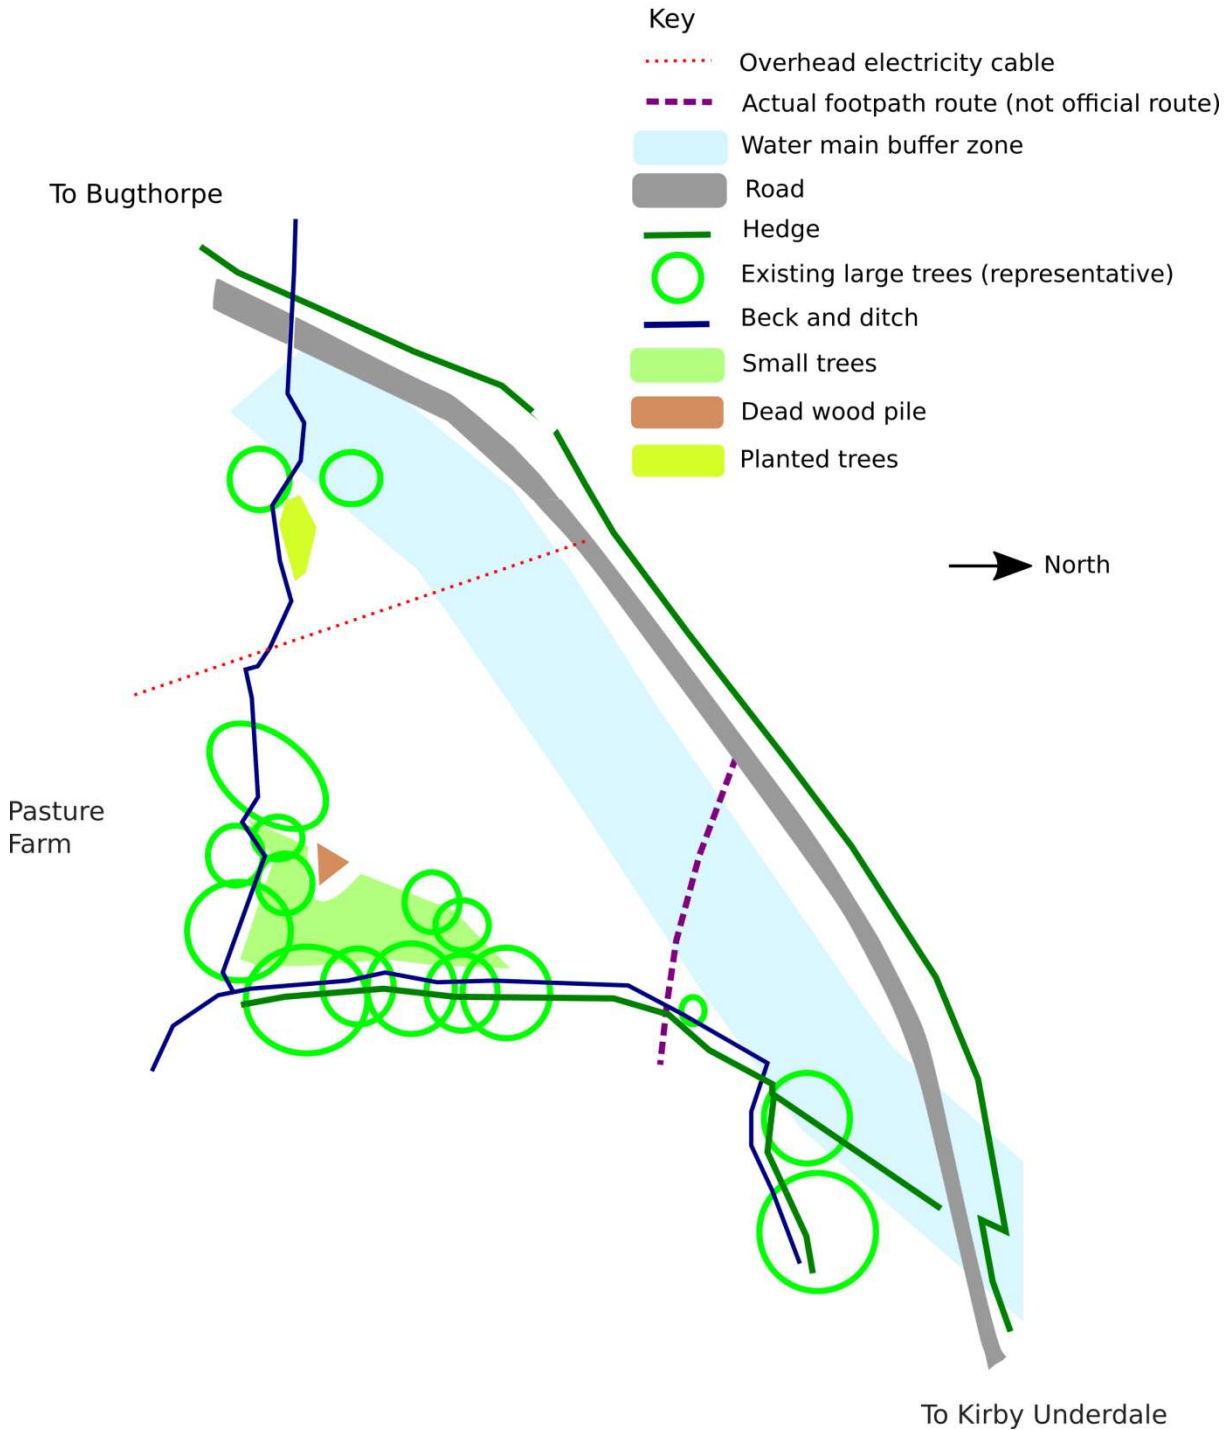 Key
Overhead electricity cable
Actual footpath route (not official route)
Water main buffer zone
Road
Hedge
Existing large trees (representative)
Beck and ditch
Small trees
Dead wood pile
Planted trees
To Bugthorpe
North
Pasture
Farm
To Kirby Underdale